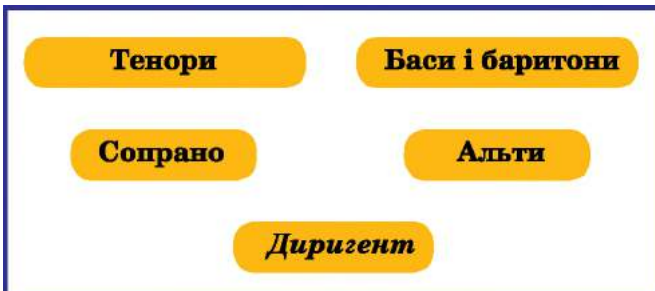 Тенори
Баси і баритони
Сопрано
Альти
Диригент